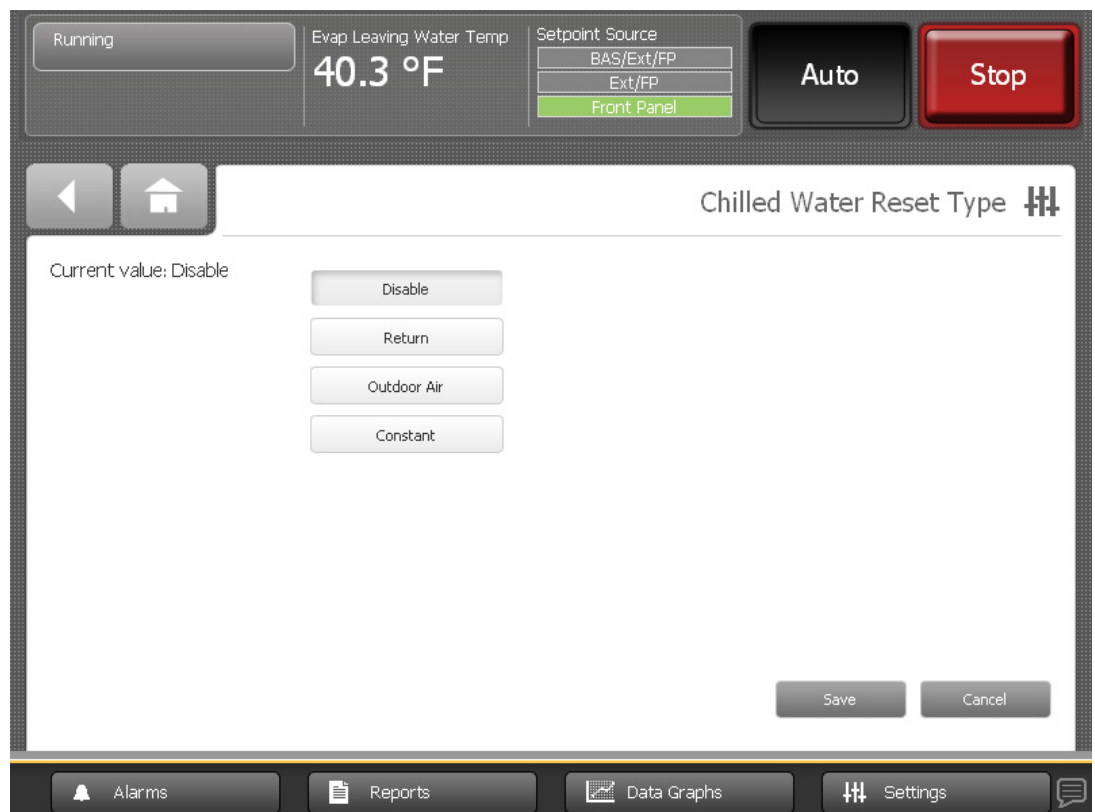 Running
Evap Leaving Water Temp
40.3 °F
Setpoint Source
BAS/Ext/FP
Ext/FP
Front Panel
Auto
Stop
Chilled Water Reset Type
Current value: Disable
Disable
Return
Outdoor Air
Constant
Save
Cancel
Alarms
Reports
Data Graphs
Settings